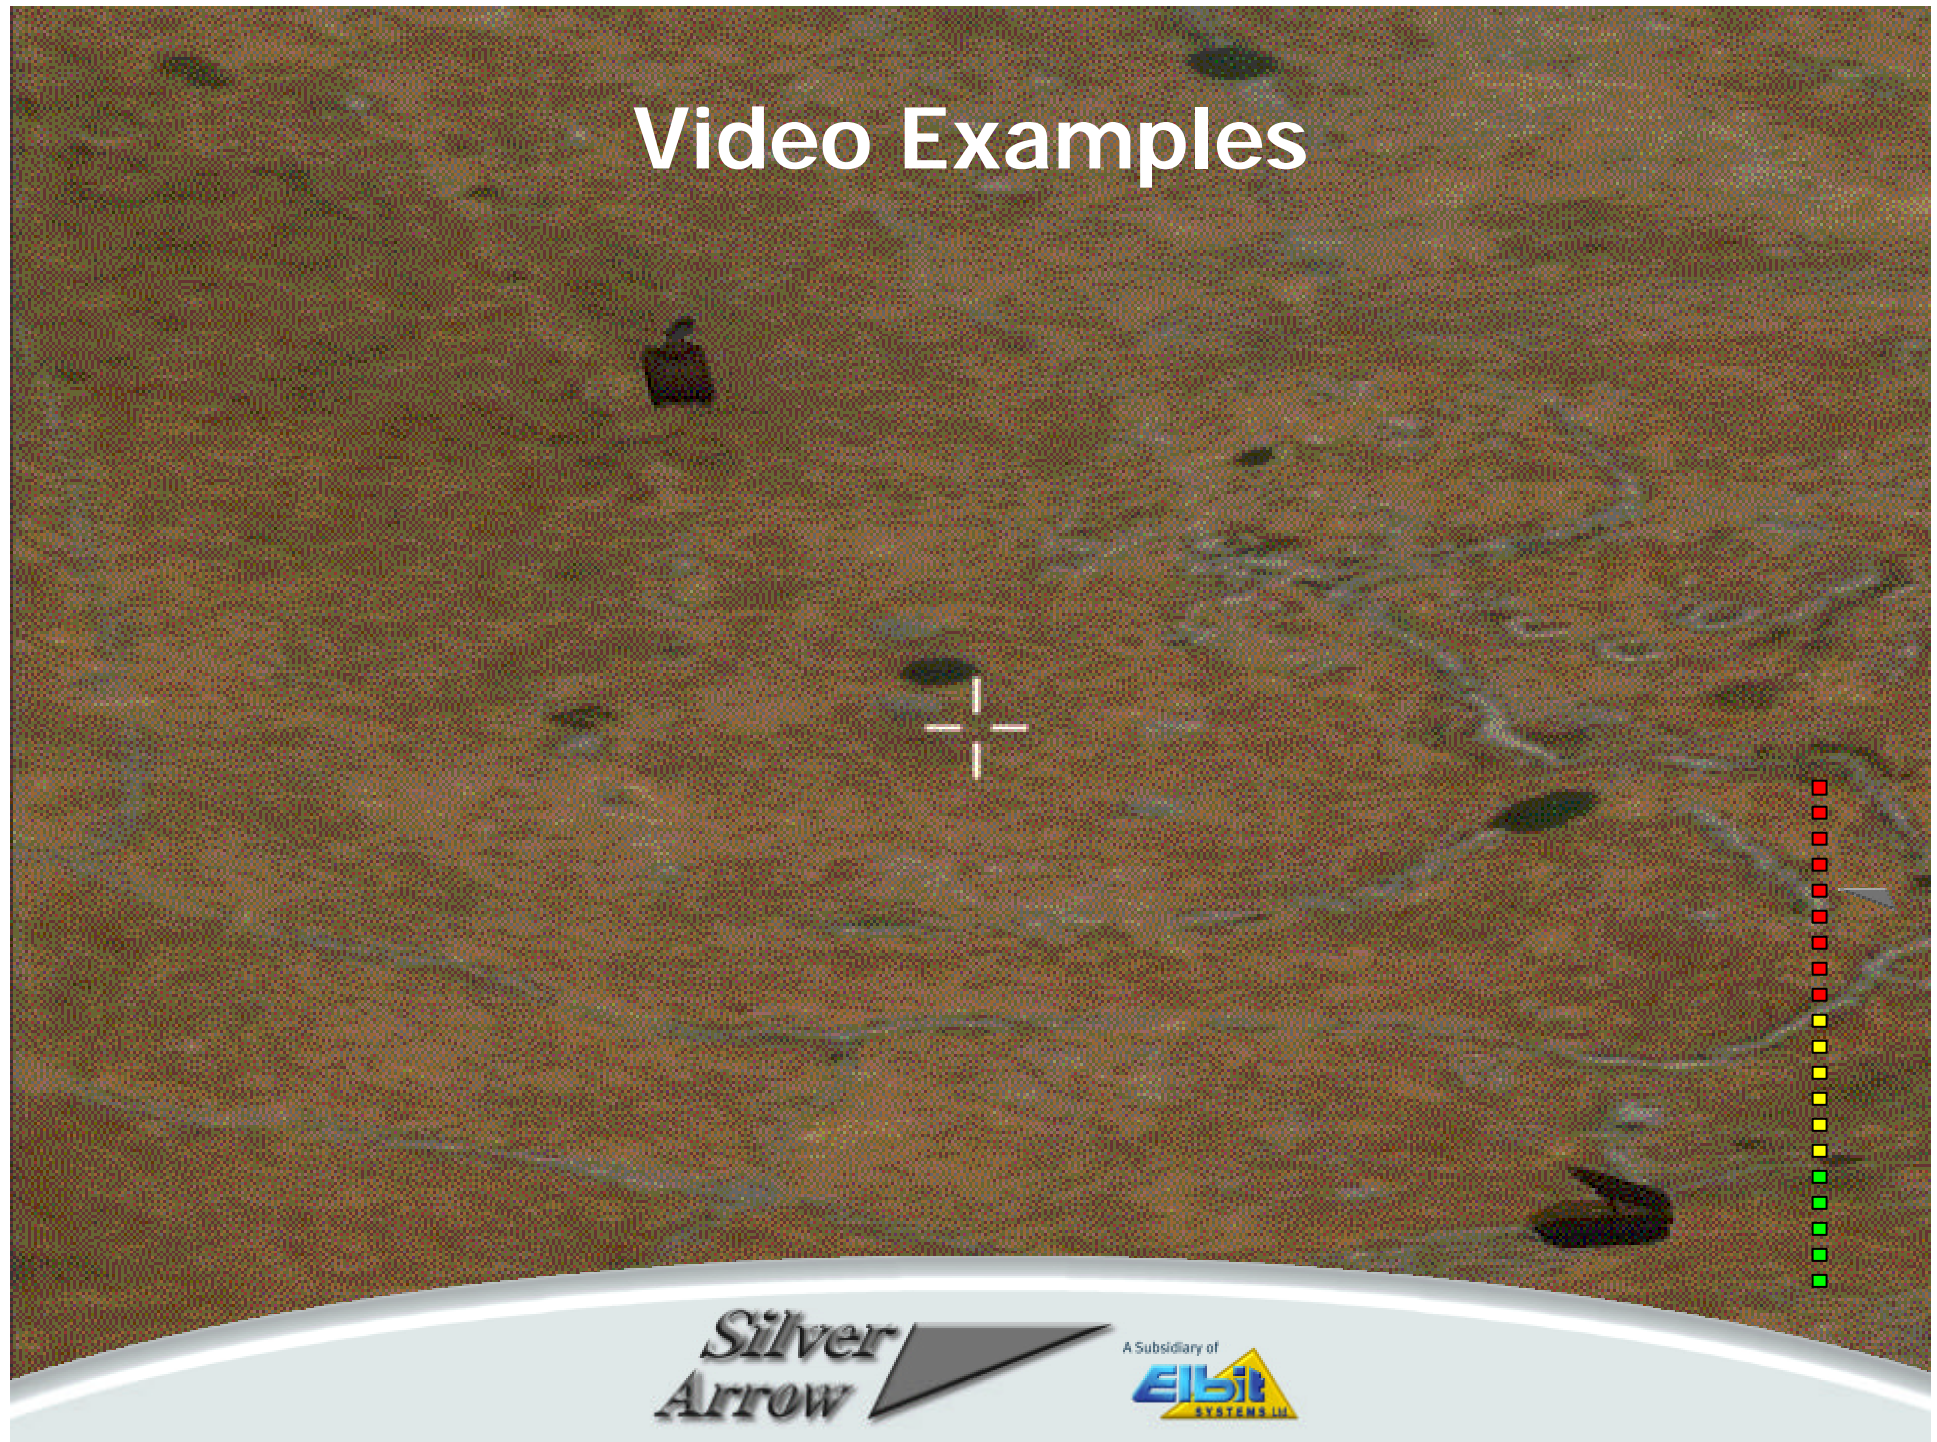 Video Examples
Silver
Arrow
A Subsidiary of
Elbit
SYSTEMS Ltd